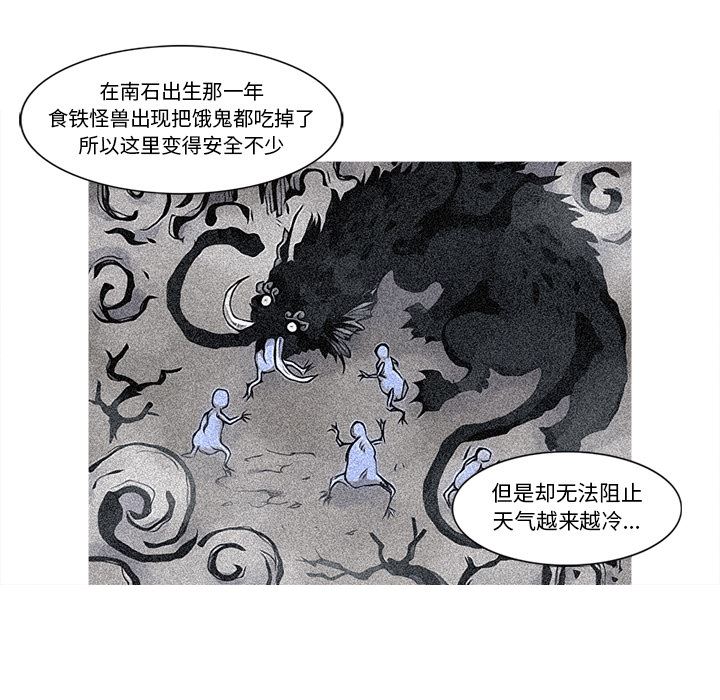 在南石出生那一年
食铁怪兽出现把饿鬼都吃掉了
所以这里变得安全不少
但是却无法阻止
天气越来越冷...